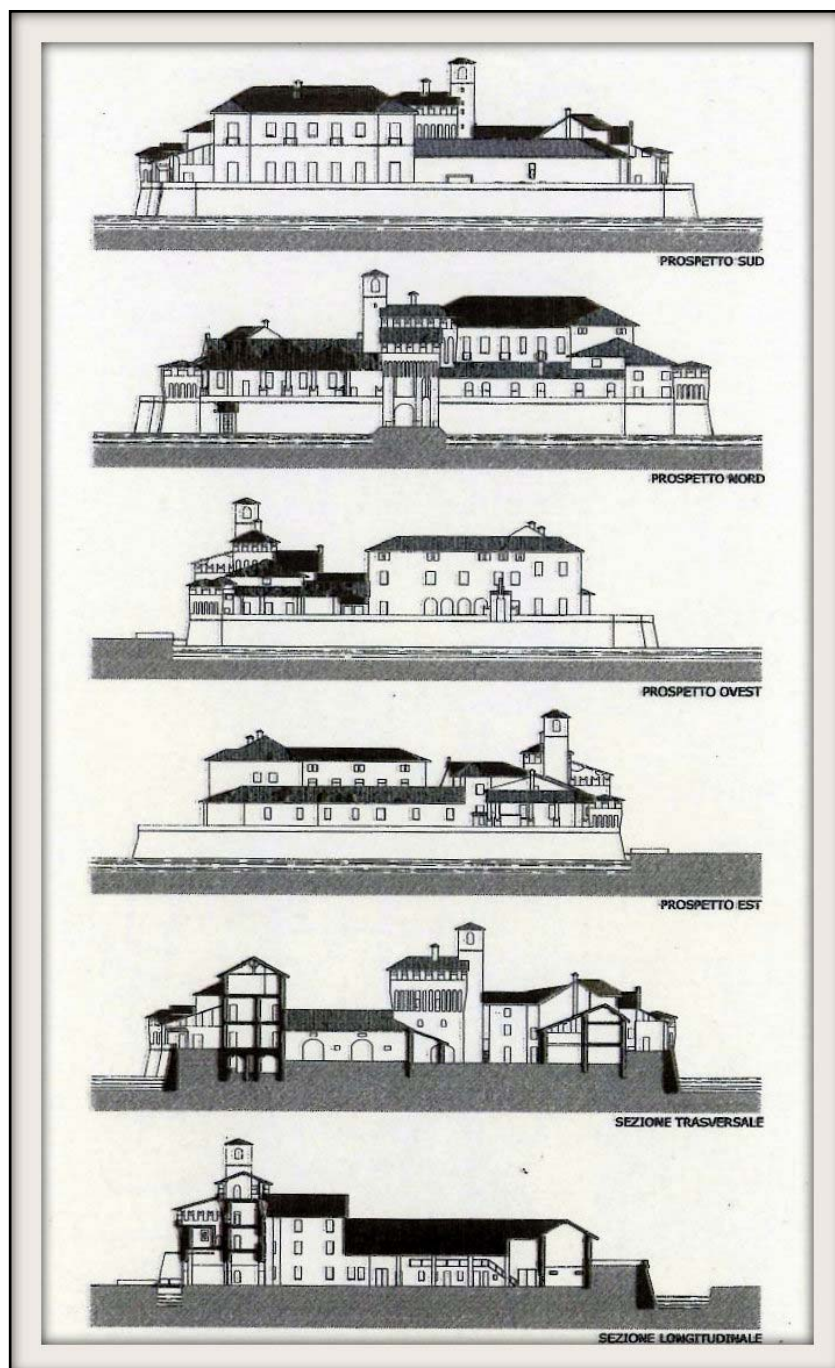 PROSPETTO SUD
PROSPETTO NORD
PROSPETTO OVEST
PROSPETTO EST
SEZIONE TRASVERSALE
SEZIONE LONGITUDINALE